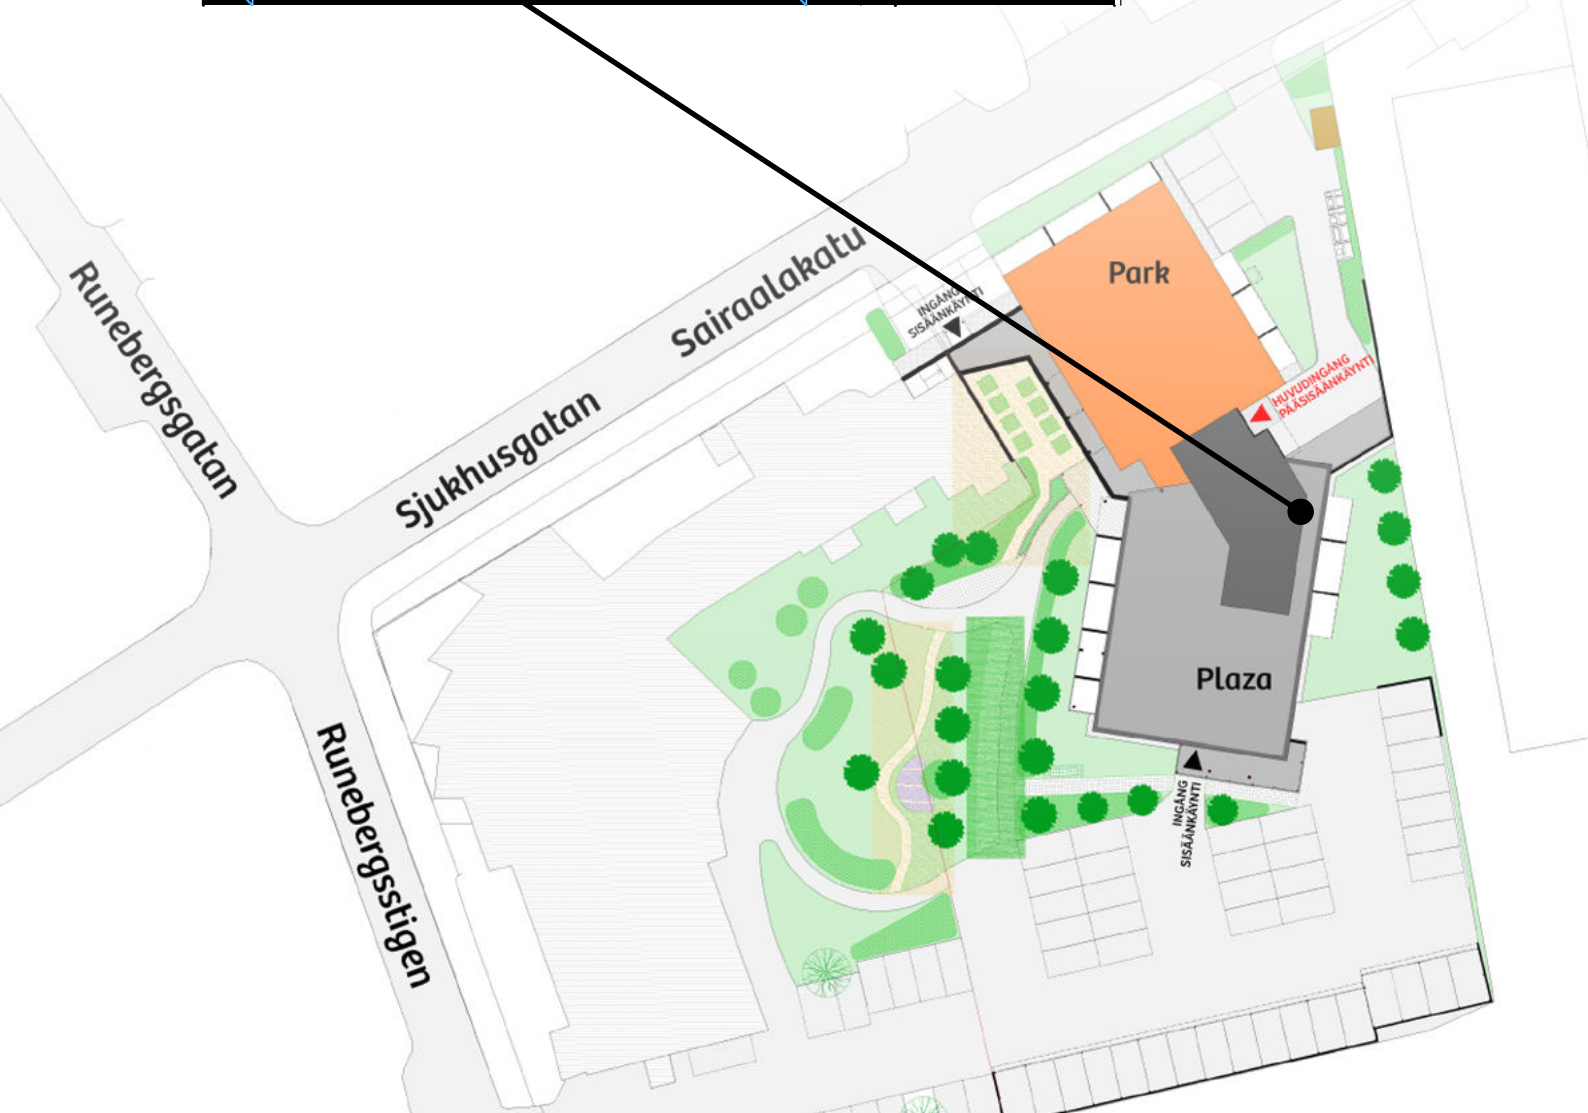 Park
Sairaalakatu
Sjukhusgatan
INGÅNG
SISÄÄNKÄYNTI
HUVUDINGÅNG
PÄÄSISÄÄNKÄYNTI
Runebergsgatan
Plaza
INGÅNG
SISÄÄNKÄYNTI
Runebergsstigen